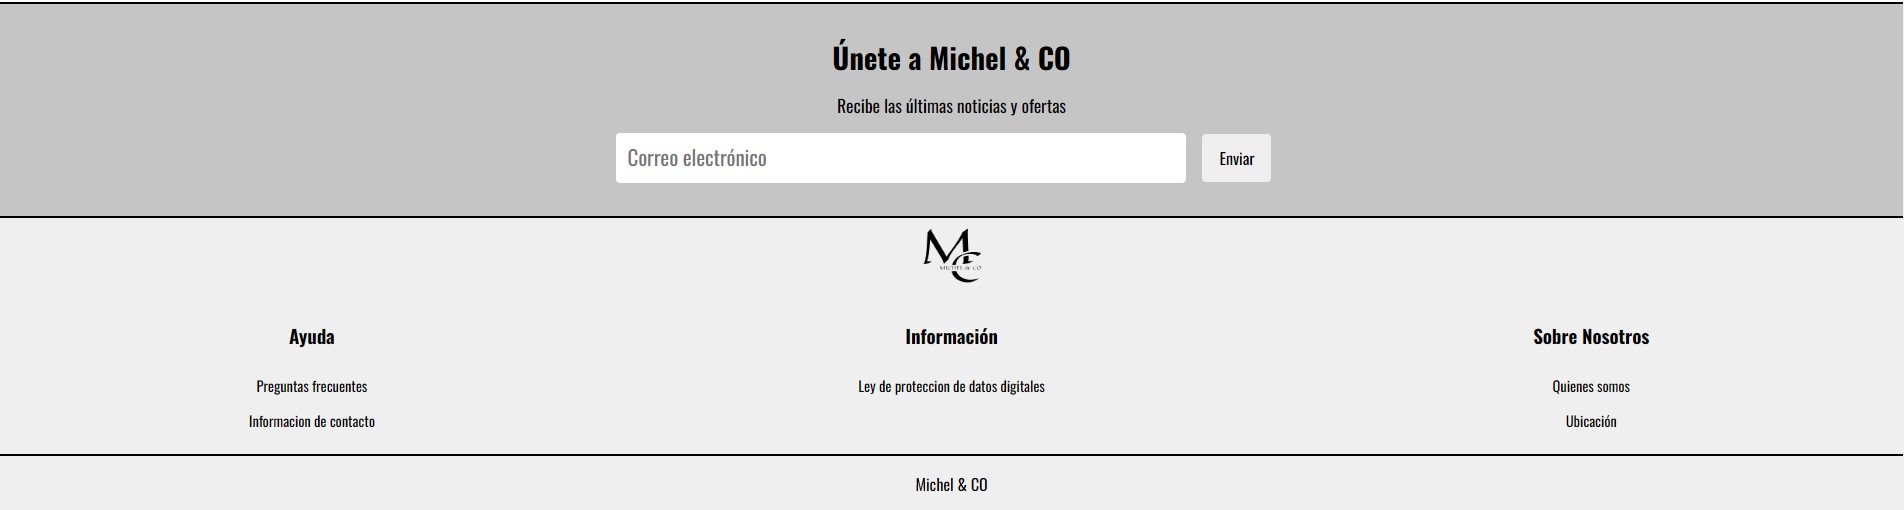 Únete a Michel & CO
Recibe las últimas noticias y ofertas
Correo electrónico
Enviar
MC
MICHEL & CO
Ayuda
Información
Sobre Nosotros
Preguntas frecuentes
Ley de proteccion de datos digitales
Quienes somos
Informacion de contacto
Ubicación
Michel & CO